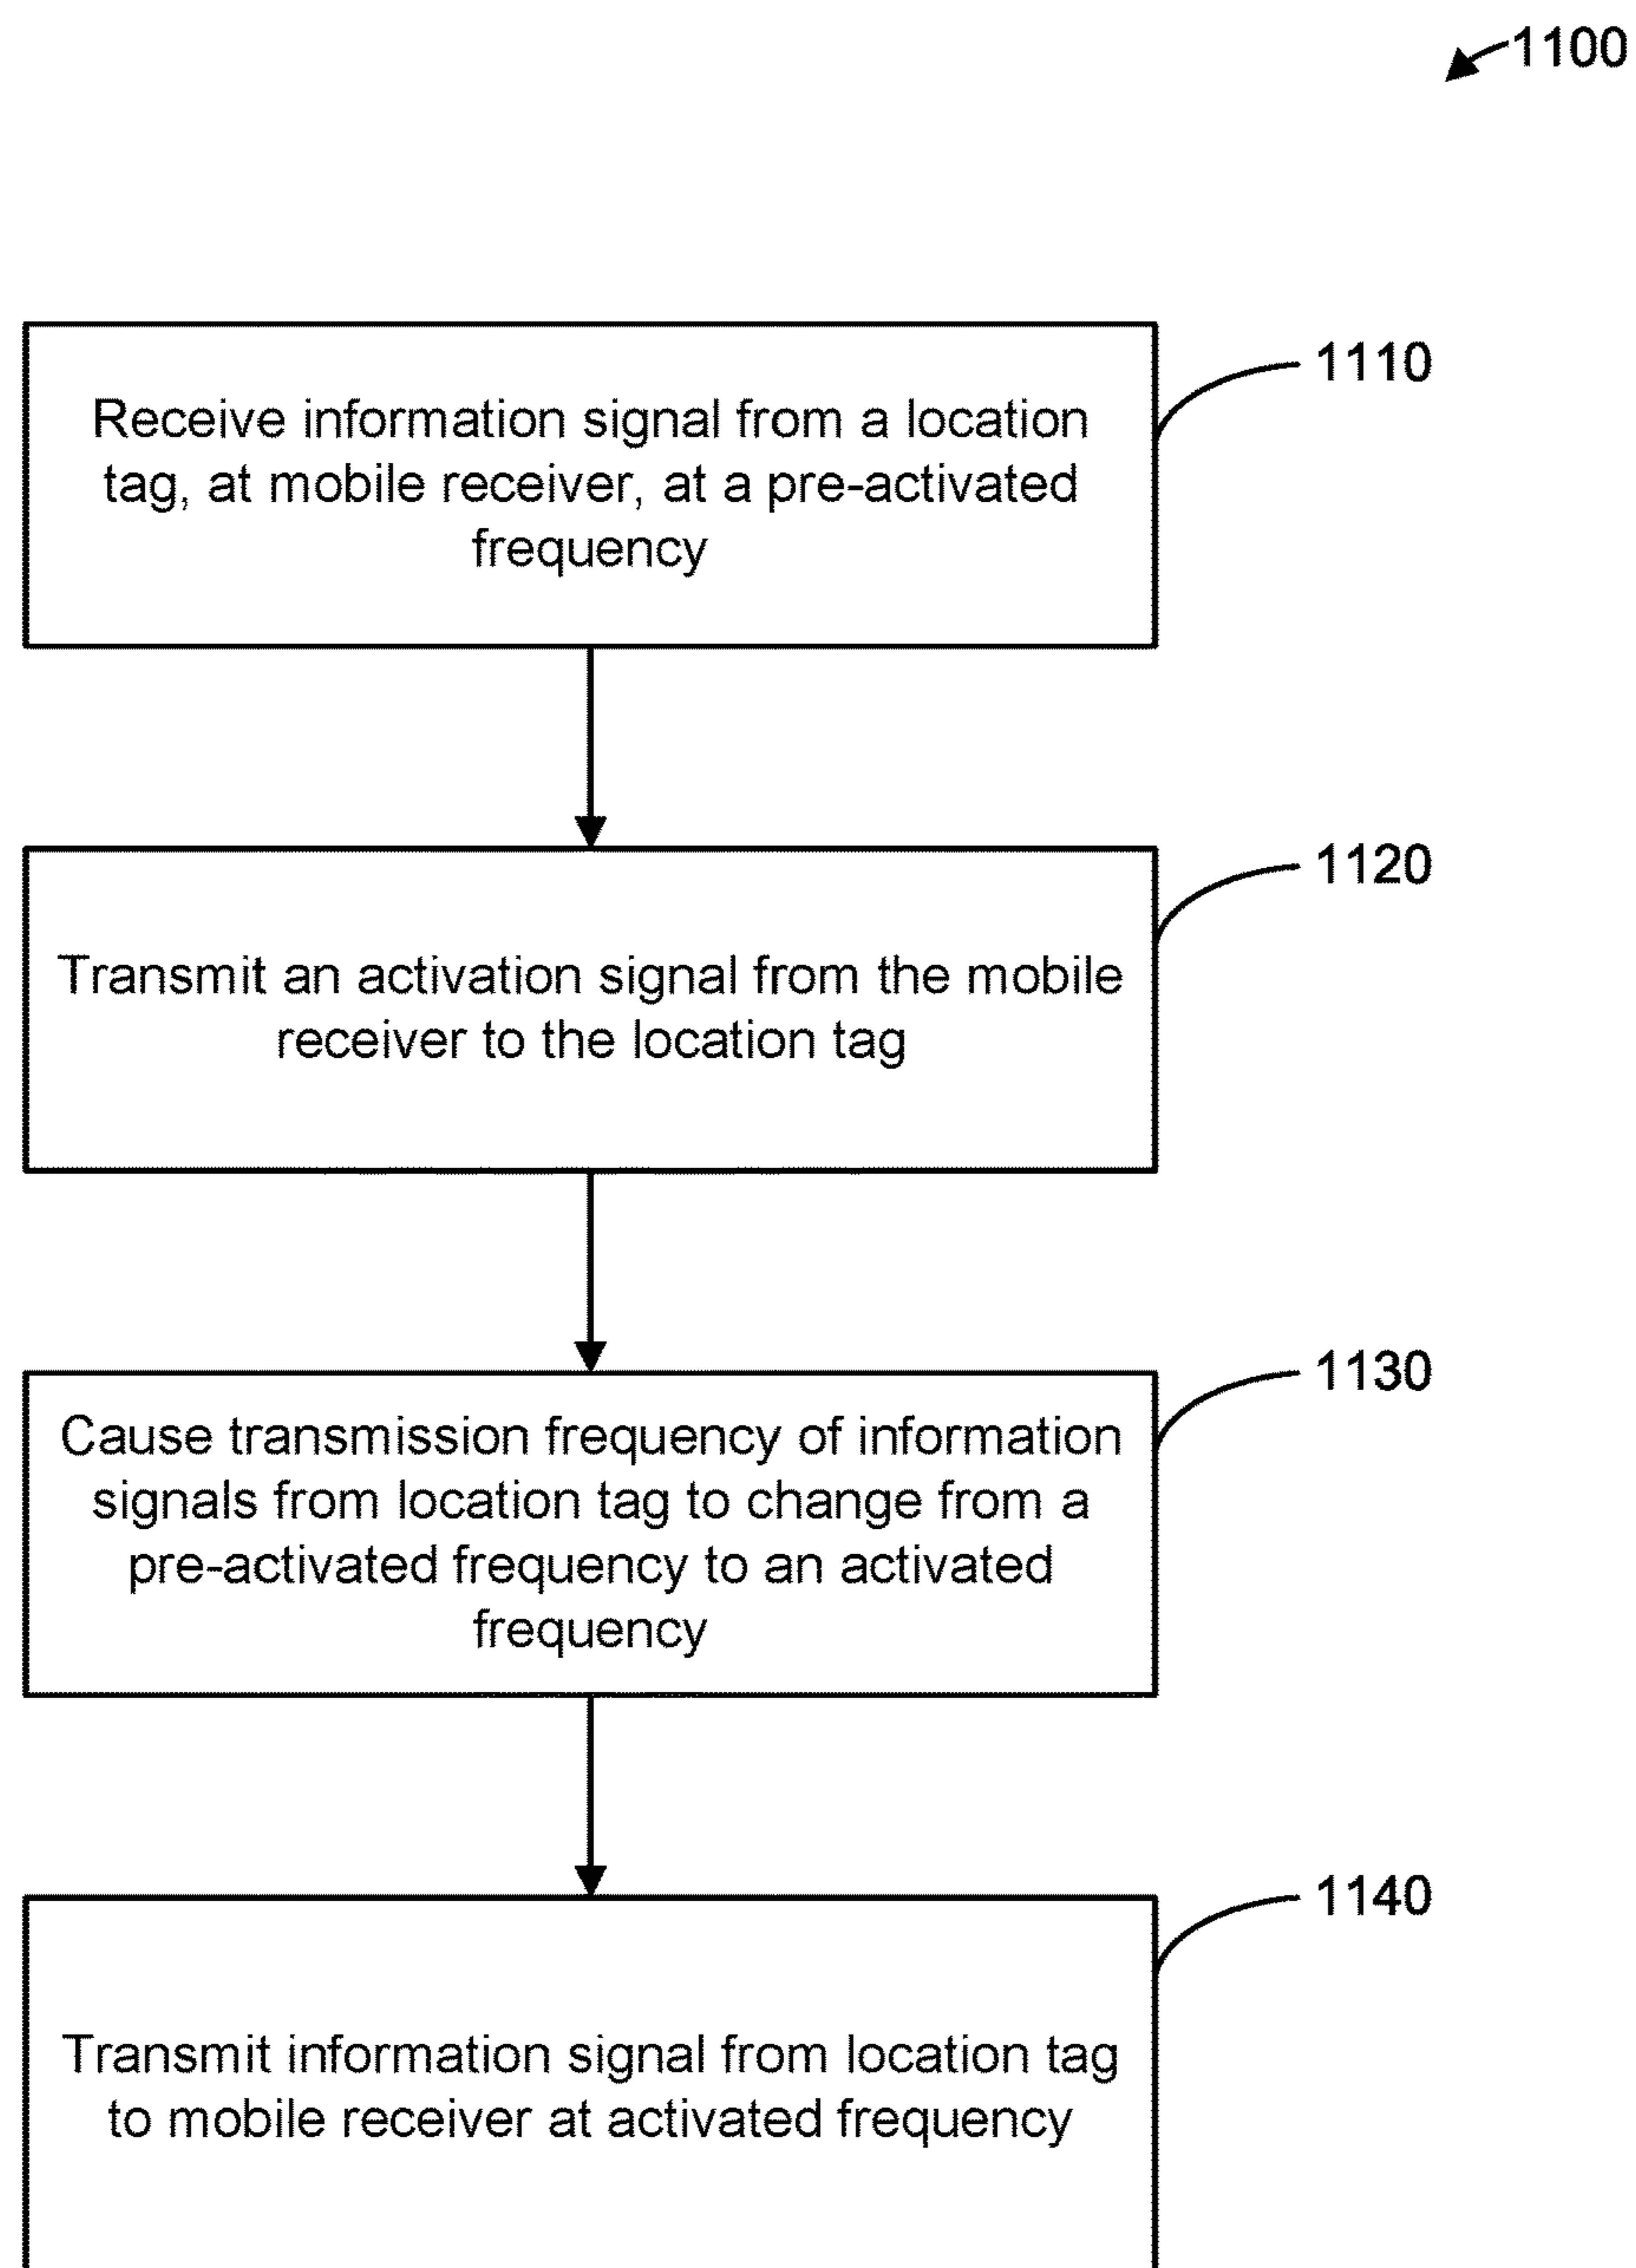 1100
Receive information signal from a location
tag, at mobile receiver, at a pre-activated
frequency
1110
Transmit an activation signal from the mobile
receiver to the location tag
1120
Cause transmission frequency of information
signals from location tag to change from a
pre-activated frequency to an activated
frequency
1130
Transmit information signal from location tag
to mobile receiver at activated frequency
1140